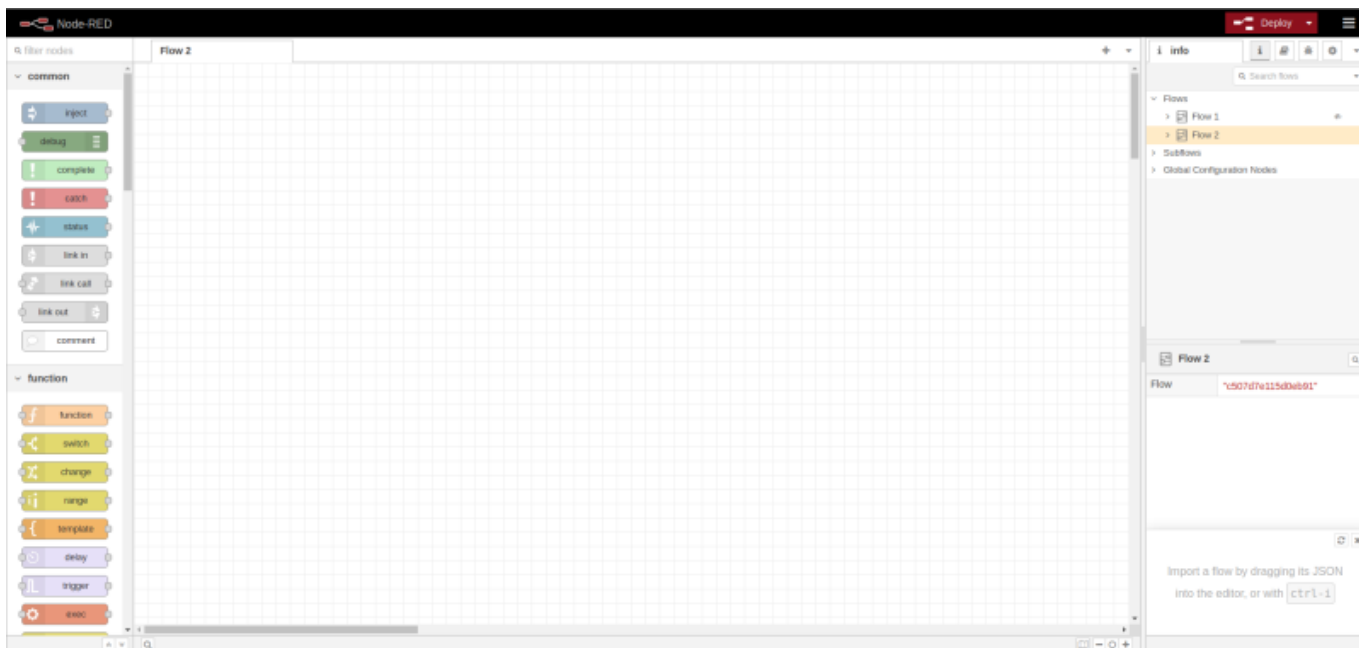 Node-RED
Deploy
filter nodes
Flow 2
info
common
Search flows
inject
debug
complete
catch
status
link in
link call
link out
comment
function
function
switch
change
range
template
delay
trigger
exec
Flows
Flow 1
Flow 2
Subflows
Global Configuration Nodes
Flow 2
Flow "c507d7e115d0eb91"
Import a flow by dragging its JSON
into the editor, or with ctrl-i